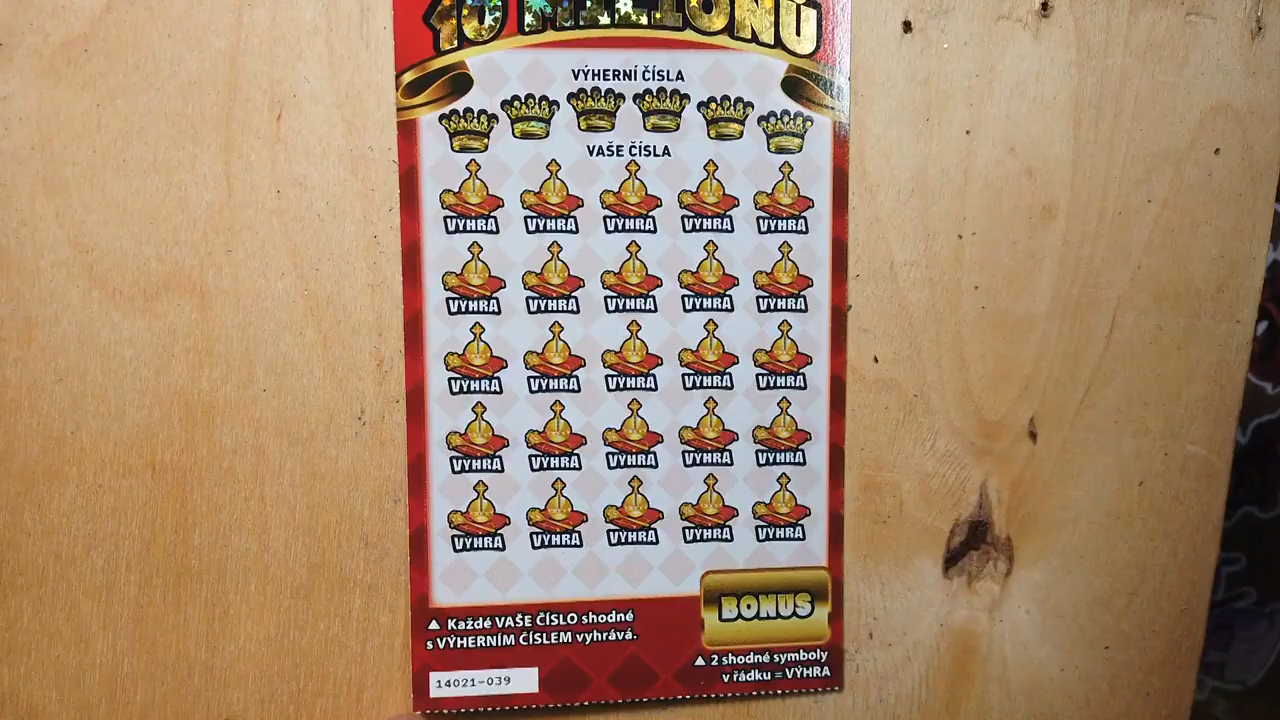 10 MILIONŮ
VÝHERNÍ ČÍSLA
VAŠE ČÍSLA
VÝHRA VÝHRA VÝHRA VÝHRA VÝHRA
VÝHRA VÝHRA VÝHRA VÝHRA VÝHRA
VÝHRA VÝHRA VÝHRA VÝHRA VÝHRA
VÝHRA VÝHRA VÝHRA VÝHRA VÝHRA
VÝHRA VÝHRA VÝHRA VÝHRA VÝHRA
BONUS
▲ Každé VAŠE ČÍSLO shodné
s VÝHERNÍM ČÍSLEM vyhrává.
▲ 2 shodné symboly
v řádku = VÝHRA
14021-039